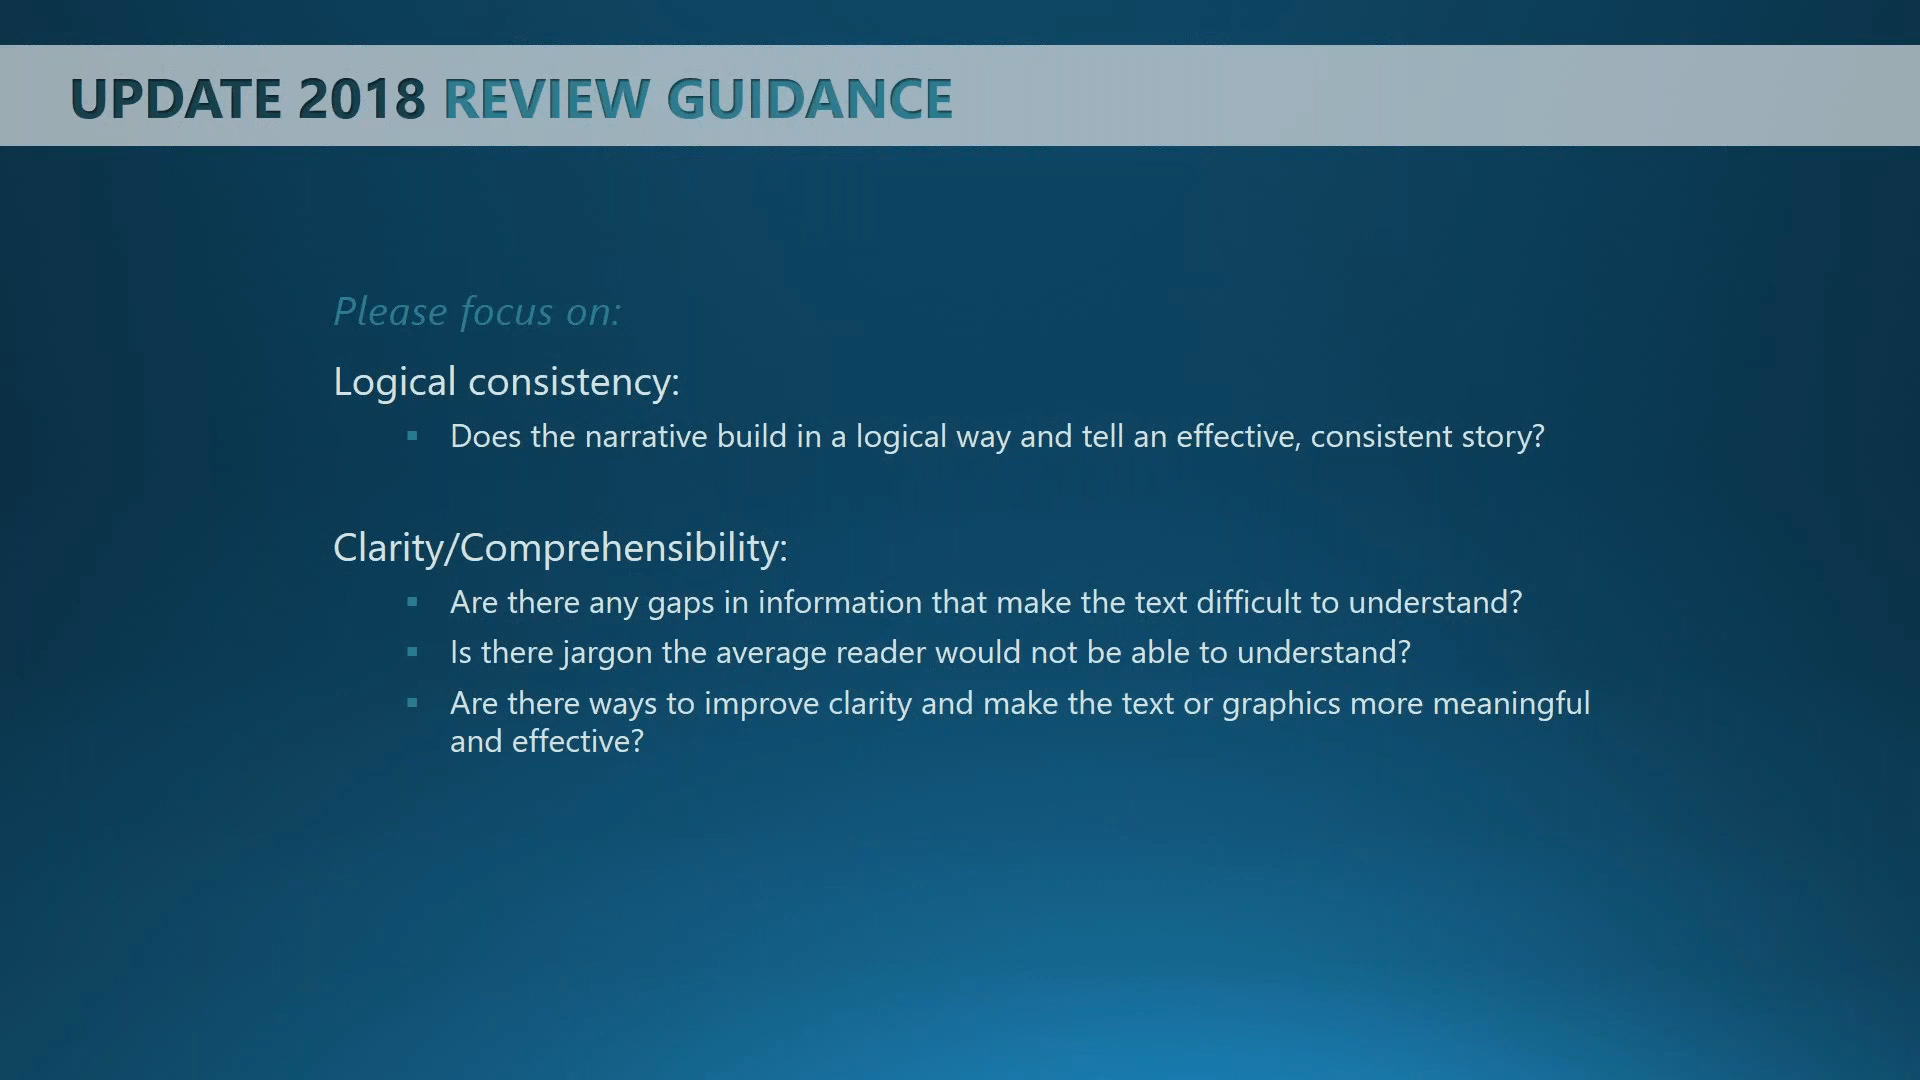 UPDATE 2018 REVIEW GUIDANCE
Please focus on:
Logical consistency:
▪ Does the narrative build in a logical way and tell an effective, consistent story?
Clarity/Comprehensibility:
▪ Are there any gaps in information that make the text difficult to understand?
▪ Is there jargon the average reader would not be able to understand?
▪ Are there ways to improve clarity and make the text or graphics more meaningful
and effective?